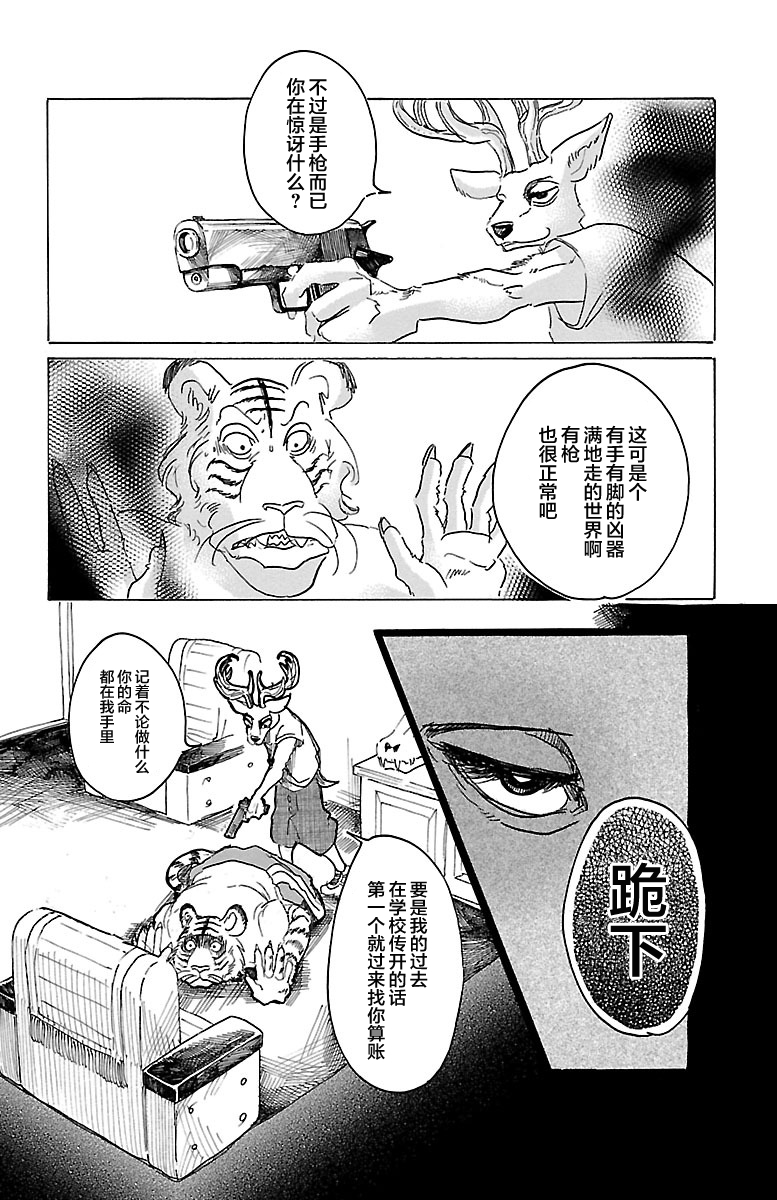 不过是手枪而已
你在惊讶什么？
这可是个
有手有脚的凶器
满地走的世界啊
有枪
也很正常吧
跪下
记着不论做什么
你的命
都在我手里
要是我的过去
在学校传开的话
第一个就过来找你算账